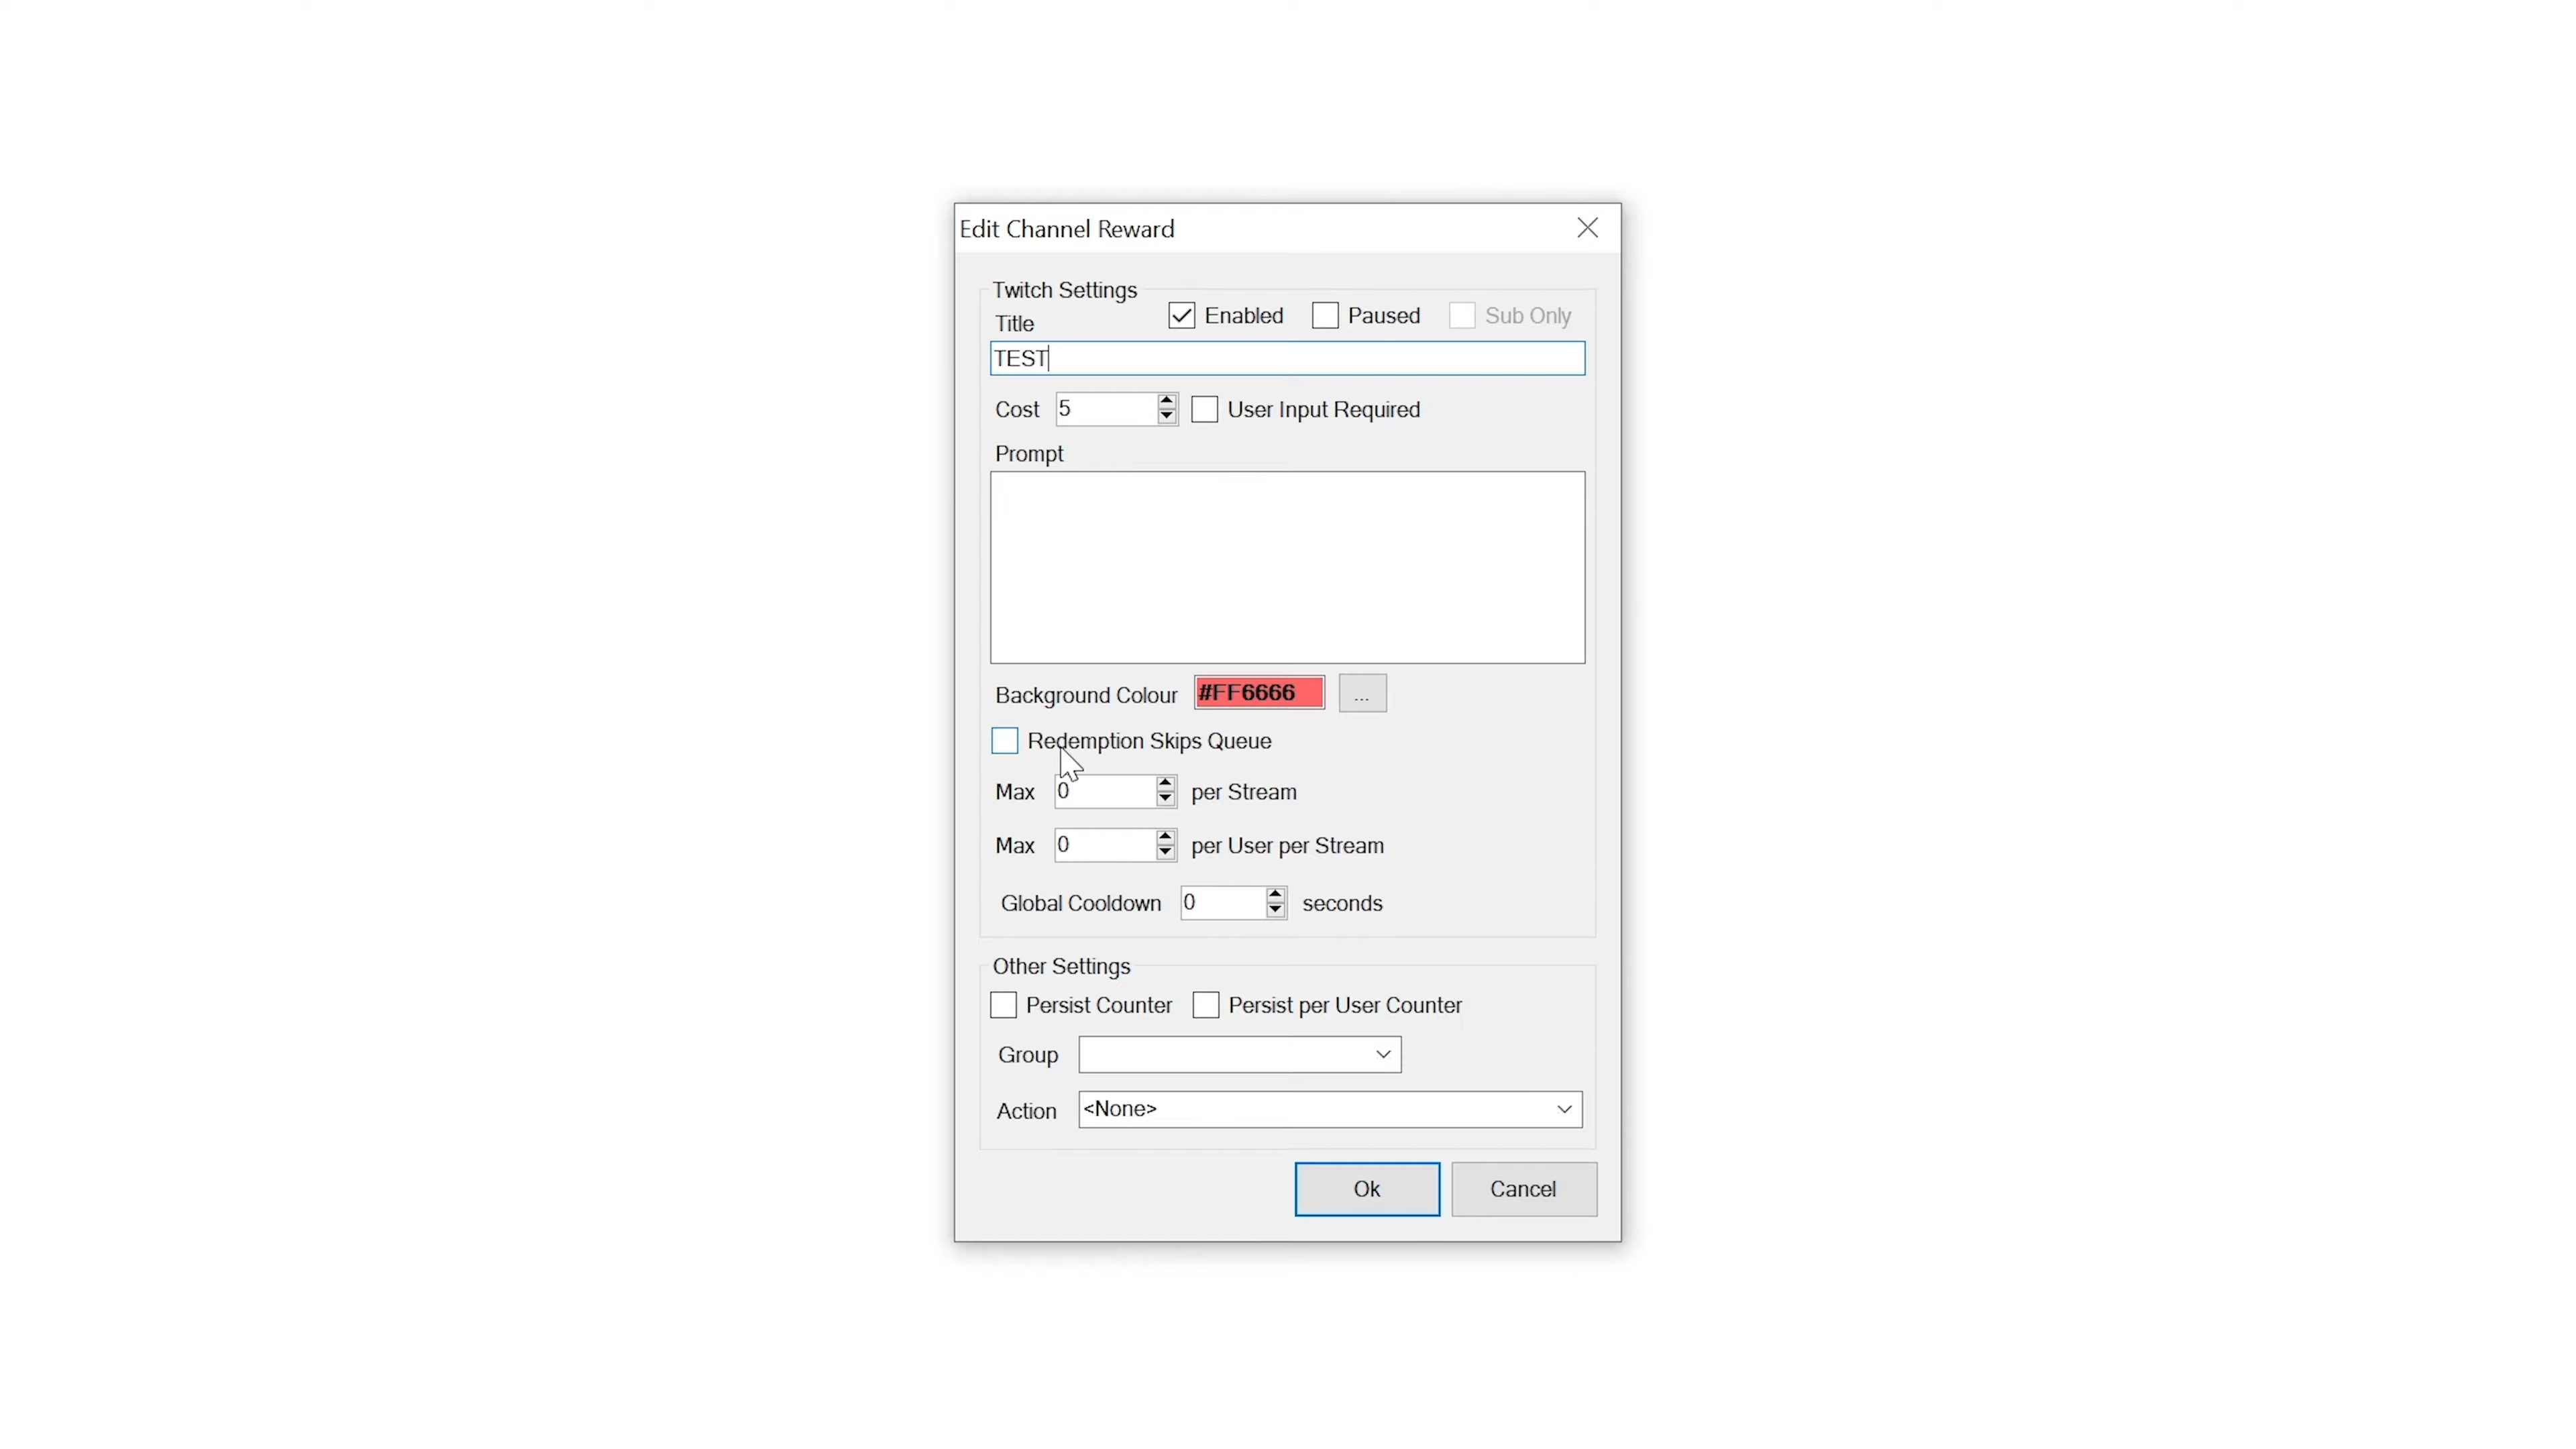 Edit Channel Reward
Twitch Settings
Enabled Paused Sub Only
Title
TEST
Cost 5 User Input Required
Prompt
Background Colour #FF6666 ...
Redemption Skips Queue
Max 0 per Stream
Max 0 per User per Stream
Global Cooldown 0 seconds
Other Settings
Persist Counter Persist per User Counter
Group
Action <None>
Ok Cancel